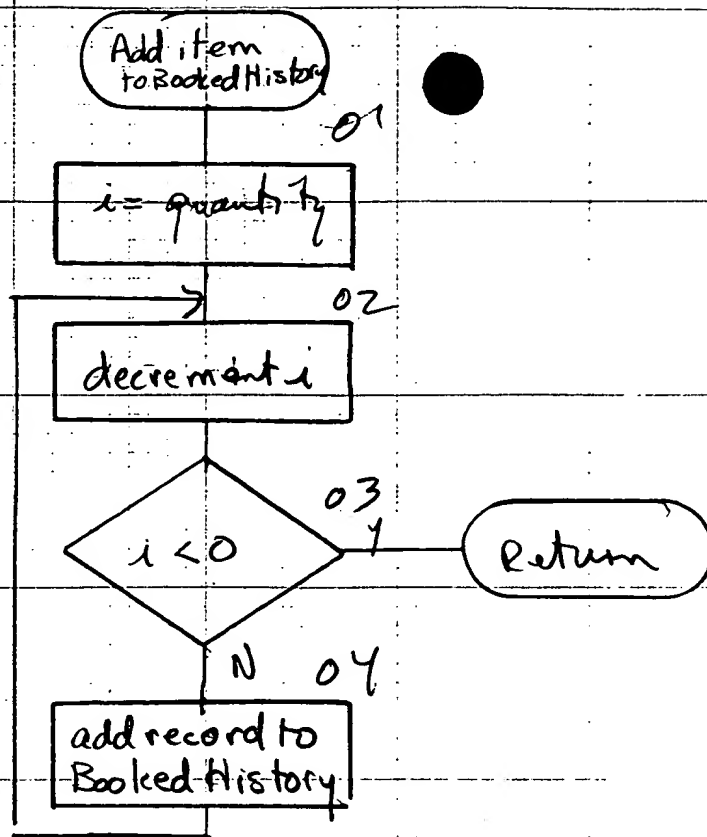 Add item
to Booked History
01
i = quantity
02
decrement i
03
i < 0
Y
Return
N
04
add record to
Booked History